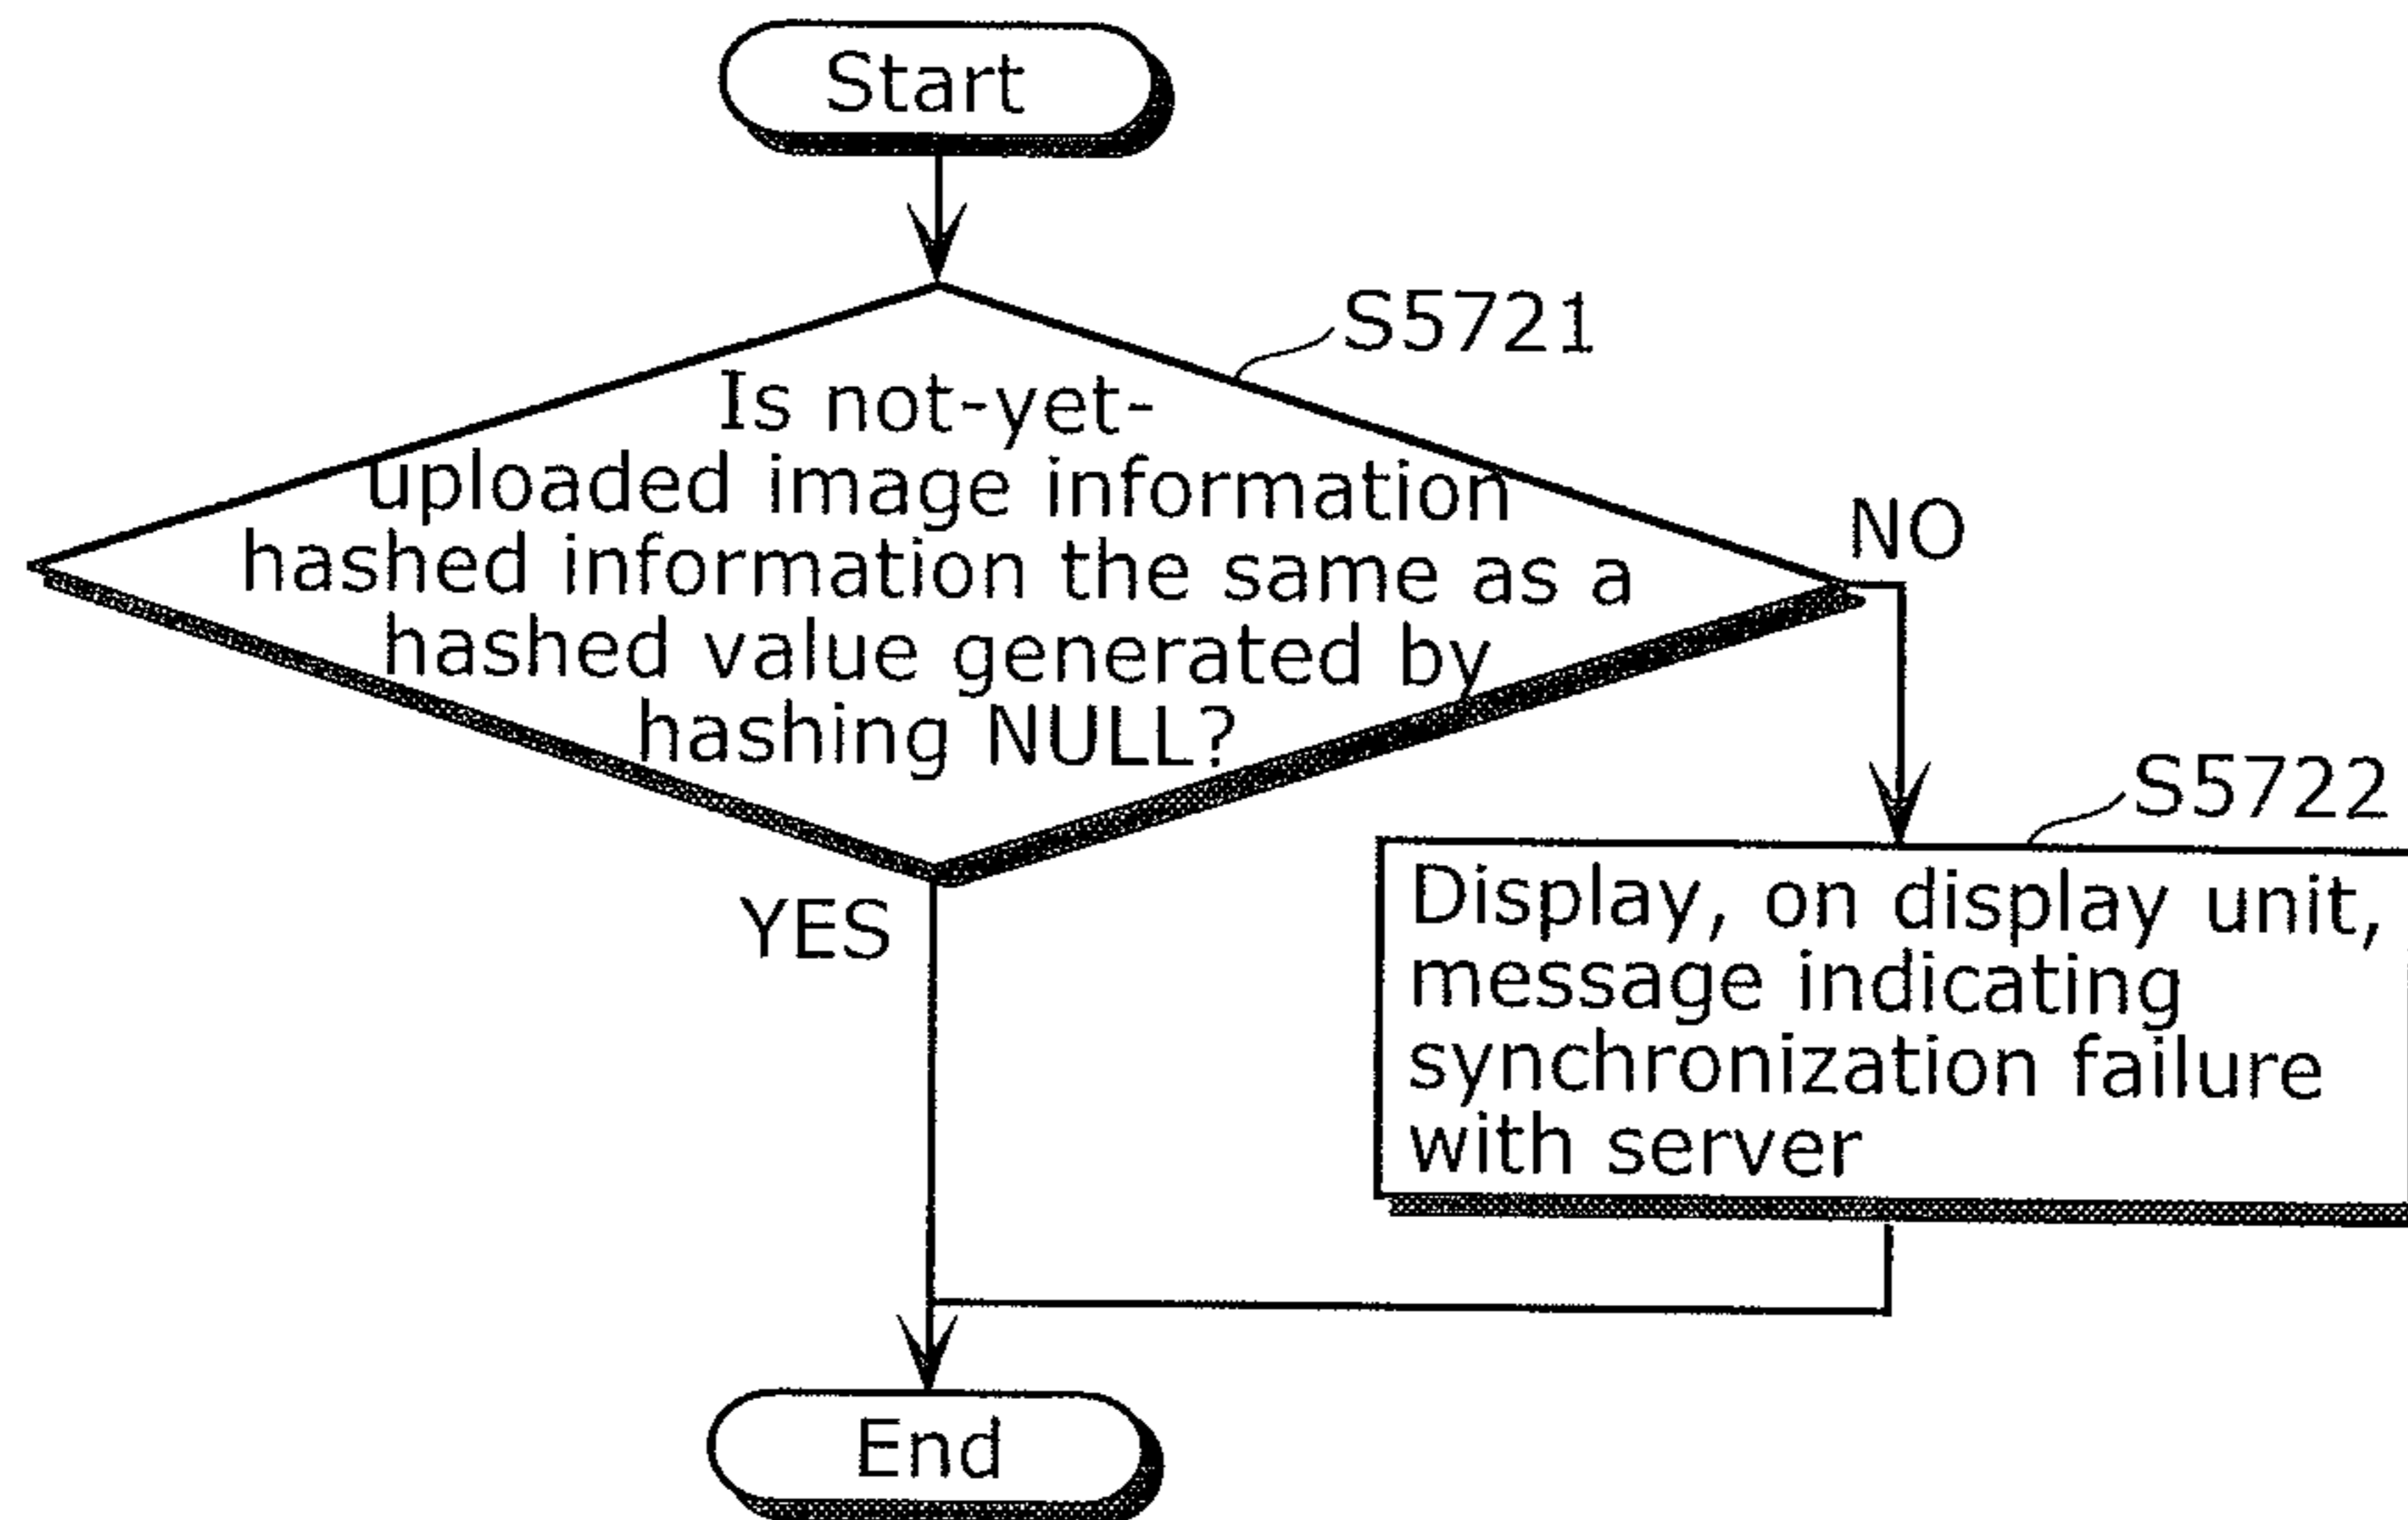 Start
S5721
Is not-yet-
uploaded image information
hashed information the same as a
hashed value generated by
hashing NULL?
NO
YES
S5722
Display, on display unit,
message indicating
synchronization failure
with server
End